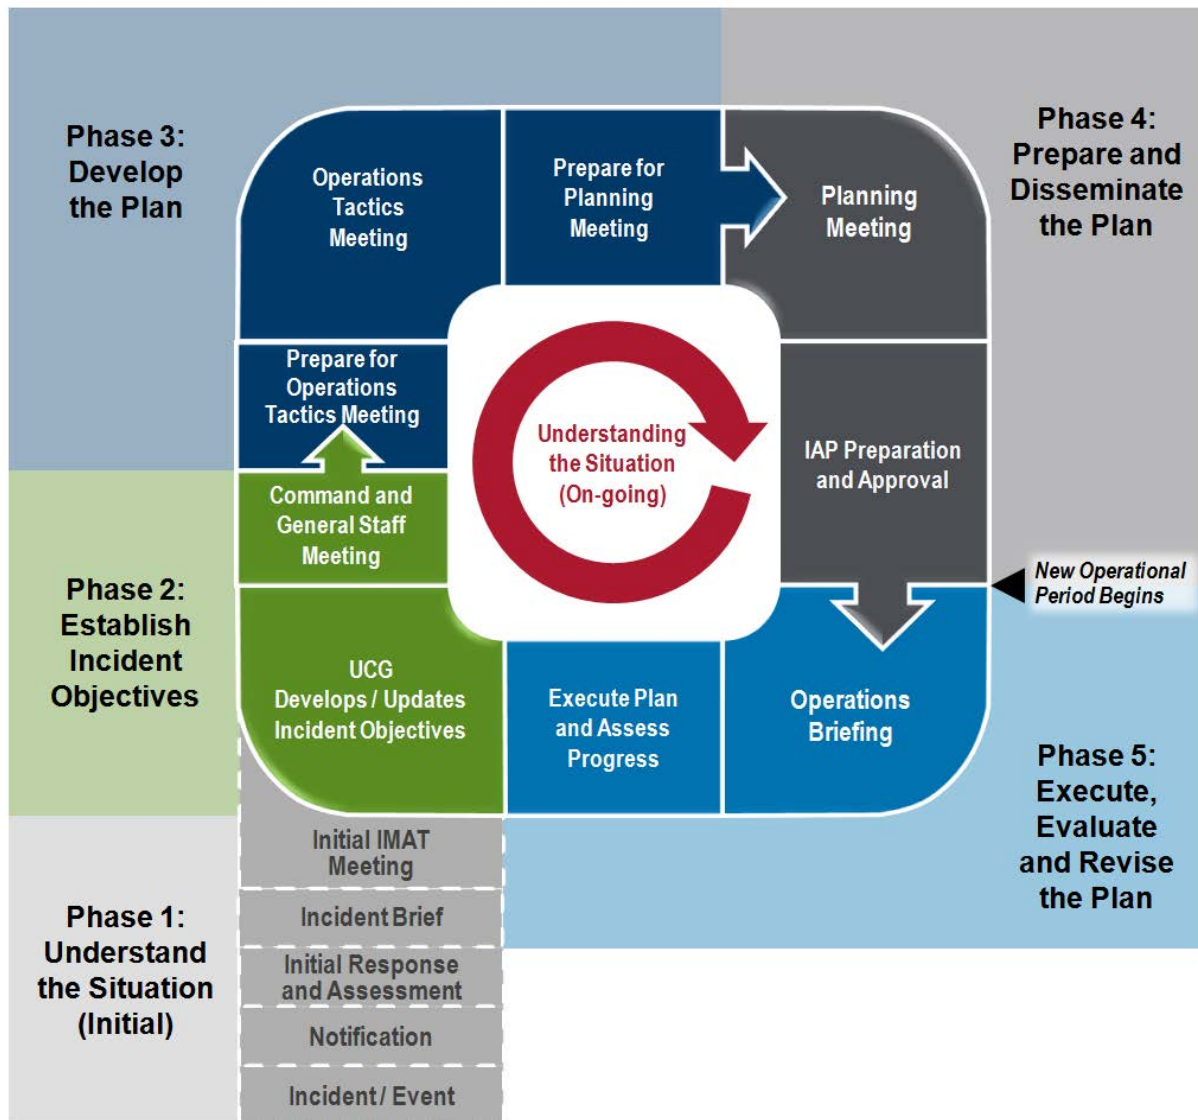 Phase 3:
Develop
the Plan
Operations
Tactics
Meeting
Prepare for
Planning
Meeting
Planning
Meeting
Phase 4:
Prepare and
Disseminate
the Plan
Prepare for
Operations
Tactics Meeting
Understanding
the Situation
(On-going)
IAP Preparation
and Approval
Command and
General Staff
Meeting
Phase 2:
Establish
Incident
Objectives
New Operational
Period Begins
UCG
Develops / Updates
Incident Objectives
Execute Plan
and Assess
Progress
Operations
Briefing
Phase 5:
Execute,
Evaluate
and Revise
the Plan
Phase 1:
Understand
the Situation
(Initial)
Initial IMAT
Meeting
Incident Brief
Initial Response
and Assessment
Notification
Incident / Event